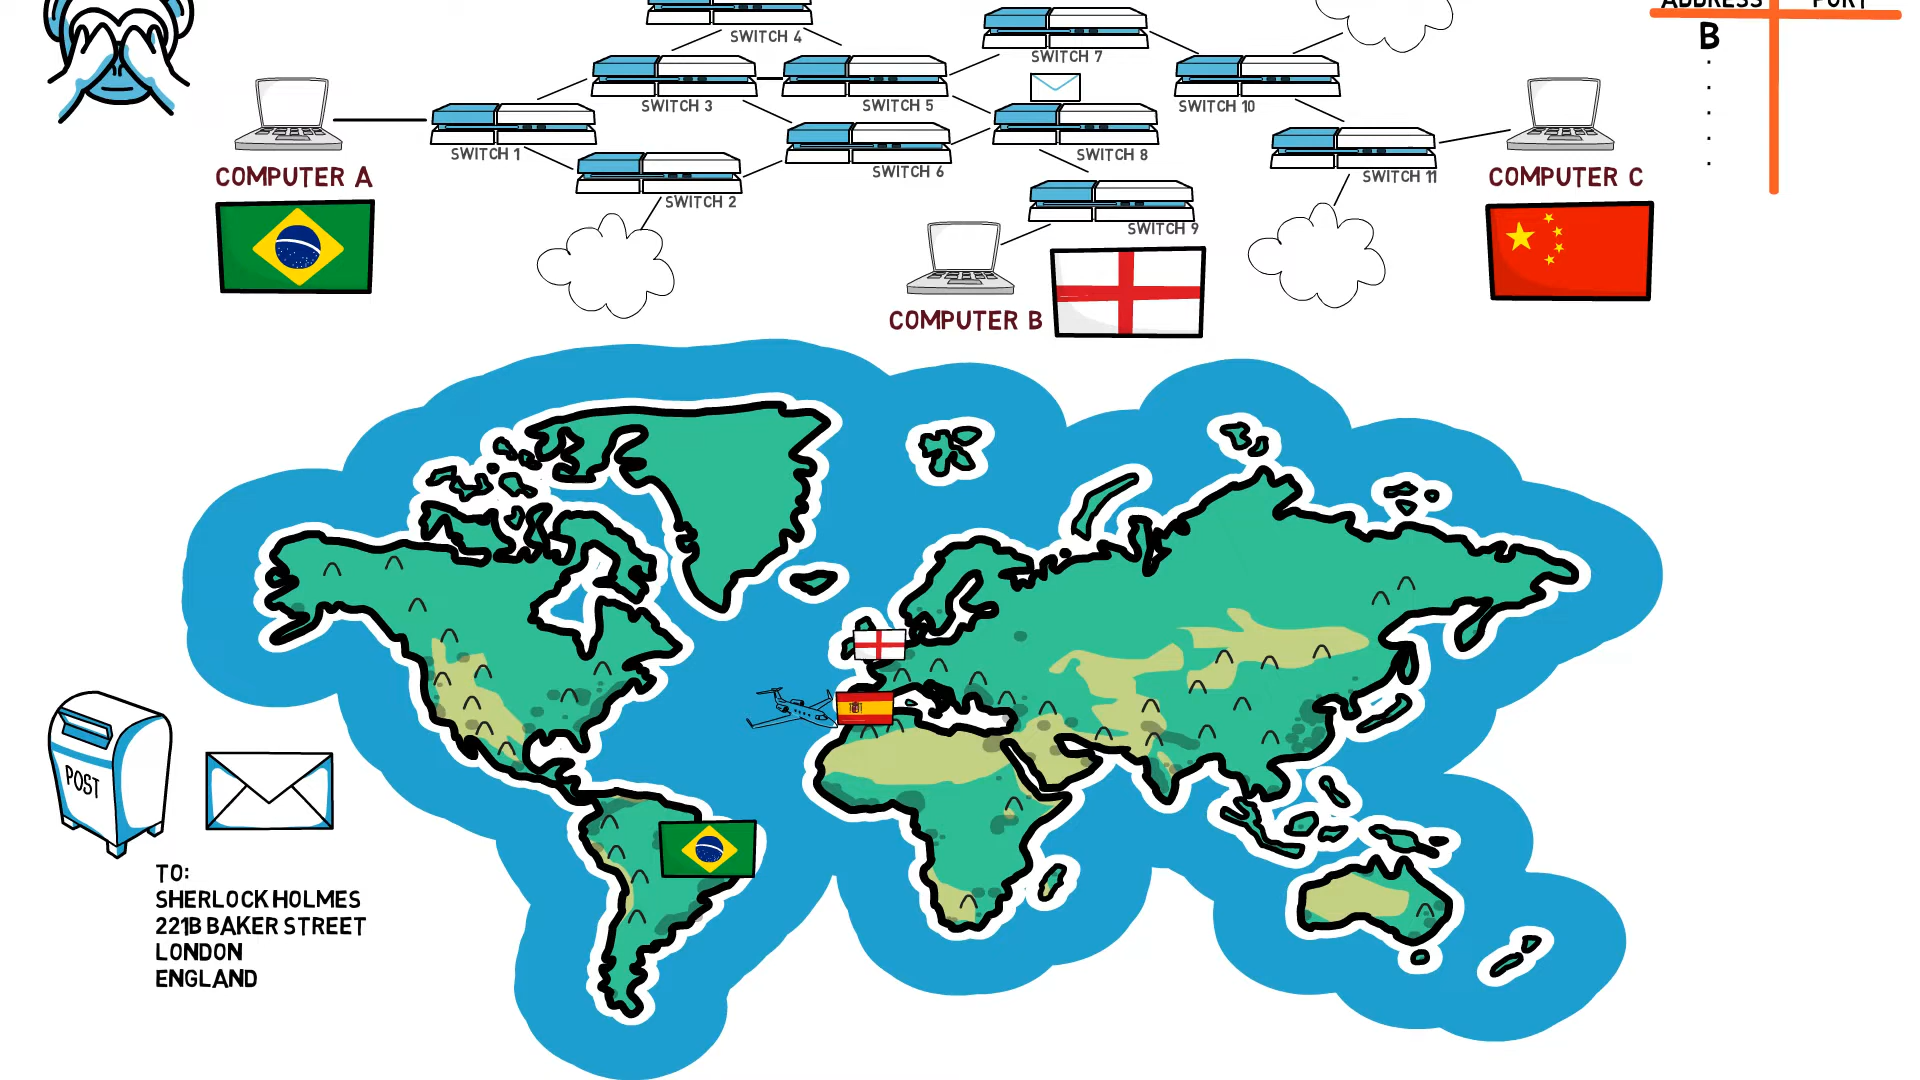 ADDRESS PORT
B
SWITCH 4
SWITCH 7
SWITCH 3
SWITCH 5
SWITCH 10
SWITCH 1
SWITCH 6
SWITCH 8
SWITCH 11
COMPUTER A
SWITCH 2
COMPUTER C
SWITCH 9
COMPUTER B
POST
TO:
SHERLOCK HOLMES
221B BAKER STREET
LONDON
ENGLAND